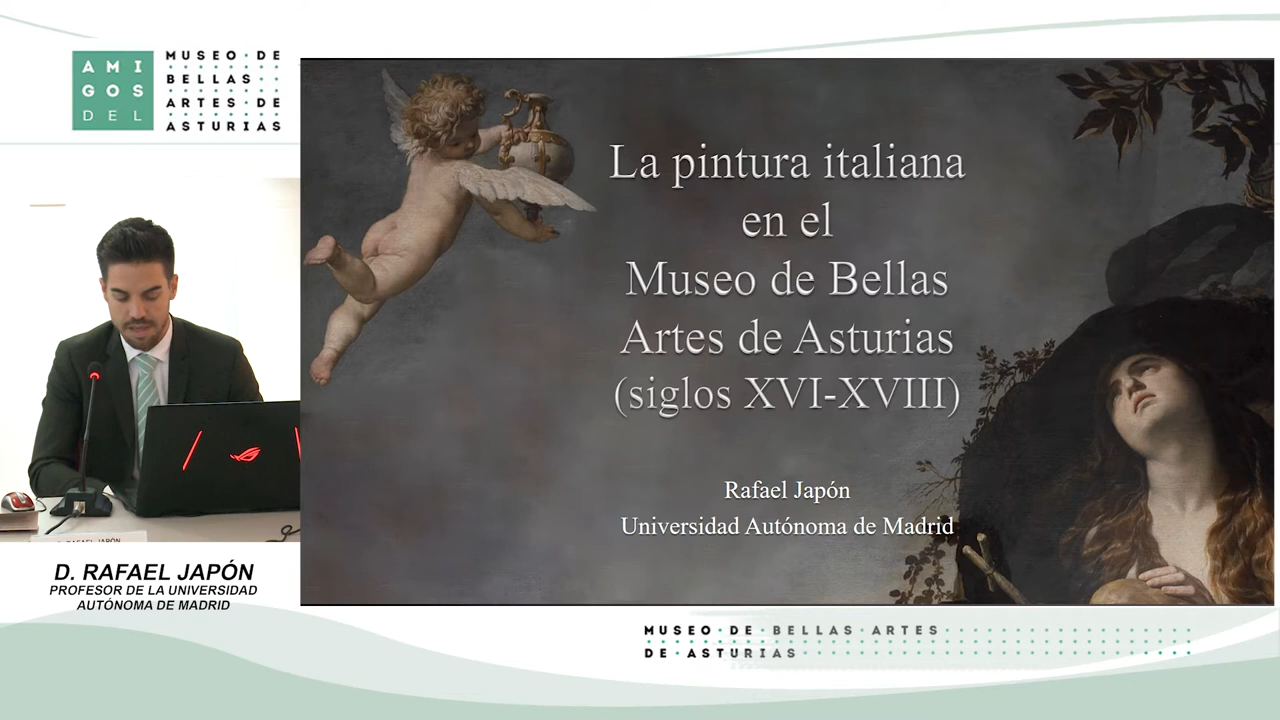 AMI
GOS
DEL
MUSEO·DE
BELLAS
ARTES·DE
ASTURIAS
La pintura italiana
en el
Museo de Bellas
Artes de Asturias
(siglos XVI-XVIII)
Rafael Japón
Universidad Autónoma de Madrid
D. RAFAEL JAPÓN
D. RAFAEL JAPÓN
PROFESOR DE LA UNIVERSIDAD
AUTÓNOMA DE MADRID
MUSEO·DE·BELLAS·ARTES
DE·ASTURIAS